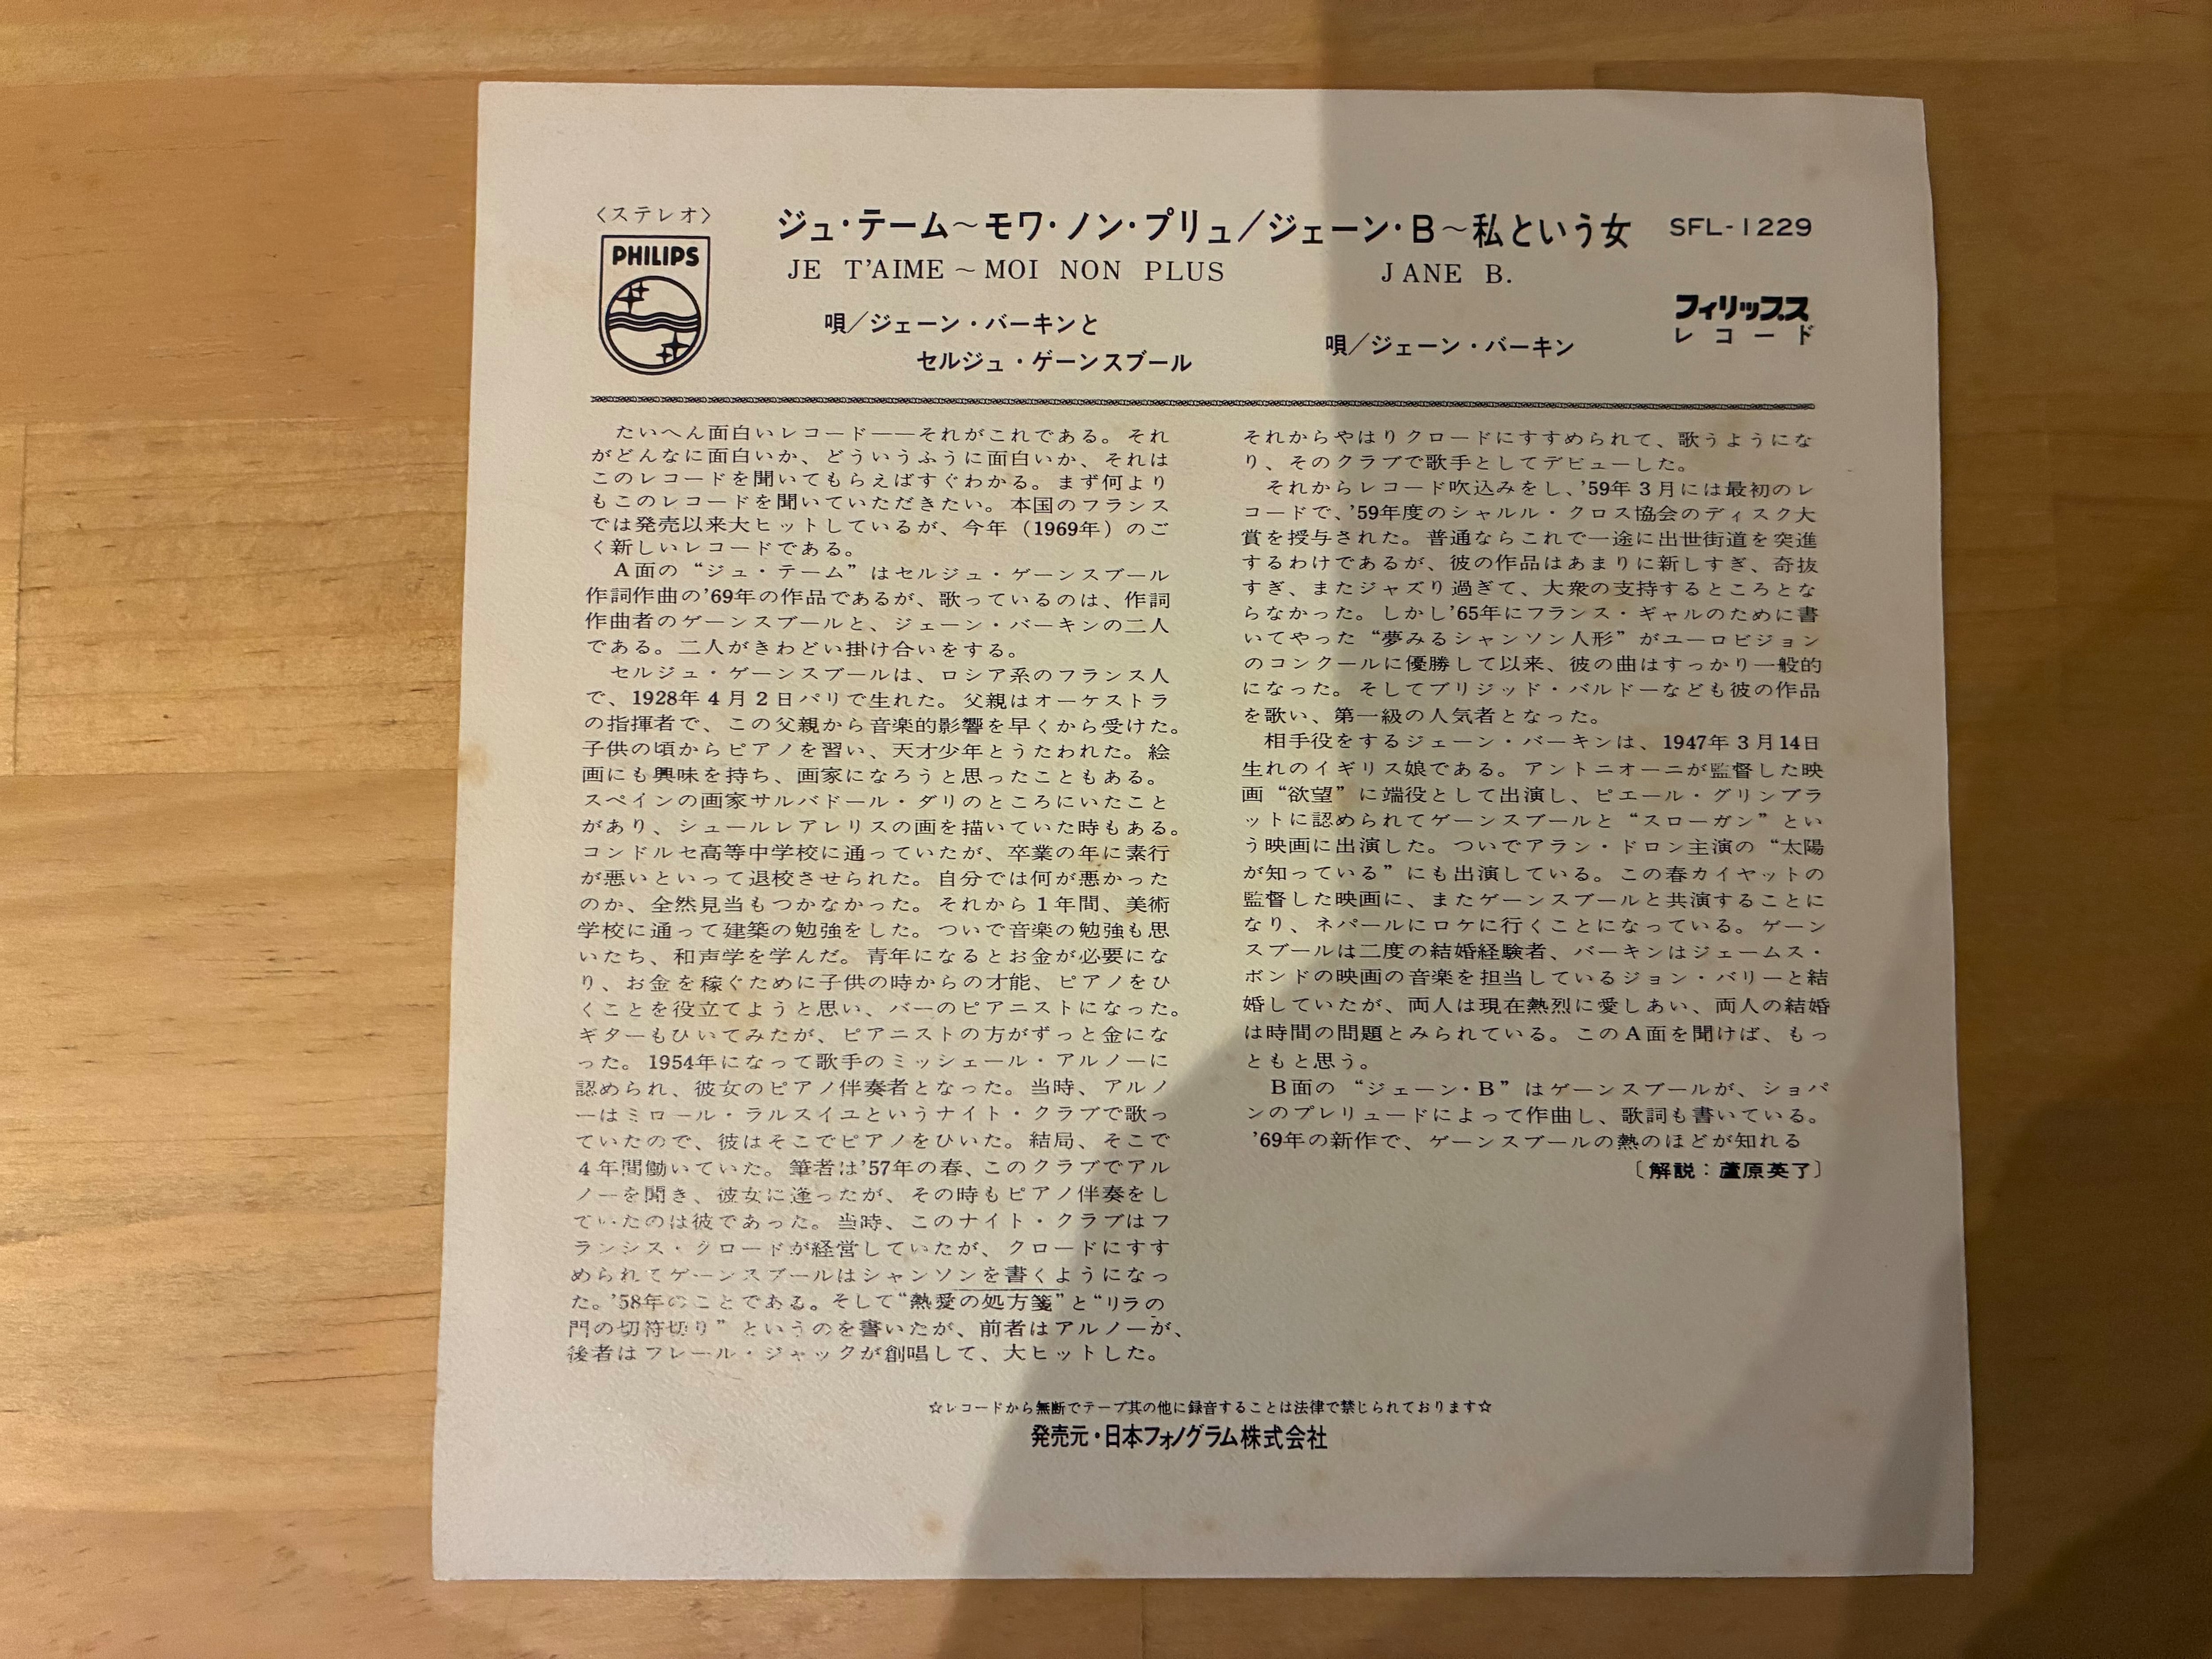 〈ステレオ〉
PHILIPS
ジュ・テーム～モワ・ノン・プリュ／ジェーン・B～私という女 SFL-1229
JE T'AIME～MOI NON PLUS JANE B.
唄／ジェーン・バーキンと
セルジュ・ゲーンスブール
唄／ジェーン・バーキン
フィリップス
レコード
たいへん面白いレコード——それがこれである。それ
がどんなに面白いか、どういうふうに面白いか、それは
このレコードを聞いてもらえばすぐわかる。まず何より
もこのレコードを聞いていただきたい。本国のフランス
では発売以来大ヒットしているが、今年（1969年）のご
く新しいレコードである。
A面の“ジュ・テーム”はセルジュ・ゲーンスブール
作詞作曲の’69年の作品であるが、歌っているのは、作詞
作曲者のゲーンスブールと、ジェーン・バーキンの二人
である。二人がきわどい掛け合いをする。
セルジュ・ゲーンスブールは、ロシア系のフランス人
で、1928年4月2日パリで生れた。父親はオーケストラ
の指揮者で、この父親から音楽的影響を早くから受けた。
子供の頃からピアノを習い、天才少年とうたわれた。絵
画にも興味を持ち、画家になろうと思ったこともある。
スペインの画家サルバドール・ダリのところにいたこと
があり、シュールレアレリスの画を描いていた時もある。
コンドルセ高等中学校に通っていたが、卒業の年に素行
が悪いといって退校させられた。自分では何が悪かった
のか、全然見当もつかなかった。それから1年間、美術
学校に通って建築の勉強をした。ついで音楽の勉強も思
いたち、和声学を学んだ。青年になるとお金が必要にな
り、お金を稼ぐために子供の時からの才能、ピアノをひ
くことを役立てようと思い、バーのピアニストになった。
ギターもひいてみたが、ピアニストの方がずっと金にな
った。1954年になって歌手のミッシェール・アルノーに
認められ、彼女のピアノ伴奏者となった。当時、アルノ
ーはミロール・ラルスイユというナイト・クラブで歌っ
ていたので、彼はそこでピアノをひいた。結局、そこで
4年間働いていた。筆者は’57年の春、このクラブでアル
ノーを聞き、彼女に逢ったが、その時もピアノ伴奏をし
ていたのは彼であった。当時、このナイト・クラブはフ
ランシス・クロードが経営していたが、クロードにすす
められてゲーンスブールはシャンソンを書くようになっ
た。’58年のことである。そして“熱愛の処方箋”と“リラの
門の切符切り”というのを書いたが、前者はアルノーが、
後者はフレール・ジャックが創唱して、大ヒットした。
それからやはりクロードにすすめられて、歌うようにな
り、そのクラブで歌手としてデビューした。
それからレコード吹込みをし、’59年3月には最初のレ
コードで、’59年度のシャルル・クロス協会のディスク大
賞を授与された。普通ならこれで一途に出世街道を突進
するわけであるが、彼の作品はあまりに新しすぎ、奇抜
すぎ、またジャズり過ぎて、大衆の支持するところとな
らなかった。しかし’65年にフランス・ギャルのために書
いてやった“夢みるシャンソン人形”がユーロビジョン
のコンクールに優勝して以来、彼の曲はすっかり一般的
になった。そしてブリジッド・バルドーなども彼の作品
を歌い、第一級の人気者となった。
相手役をするジェーン・バーキンは、1947年3月14日
生れのイギリス娘である。アントニオーニが監督した映
画“欲望”に端役として出演し、ピエール・グリンブラ
ットに認められてゲーンスブールと“スローガン”とい
う映画に出演した。ついでアラン・ドロン主演の“太陽
が知っている”にも出演している。この春カイヤットの
監督した映画に、またゲーンスブールと共演することに
なり、ネパールにロケに行くことになっている。ゲーン
スブールは二度の結婚経験者、バーキンはジェームス・
ボンドの映画の音楽を担当しているジョン・バリーと結
婚していたが、両人は現在熱烈に愛しあい、両人の結婚
は時間の問題とみられている。このA面を聞けば、もっ
ともと思う。
B面の“ジェーン・B”はゲーンスブールが、ショパ
ンのプレリュードによって作曲し、歌詞も書いている。
’69年の新作で、ゲーンスブールの熱のほどが知れる
〔解説：蘆原英了〕
☆レコードから無断でテープ其の他に録音することは法律で禁じられております☆
発売元・日本フォノグラム株式会社